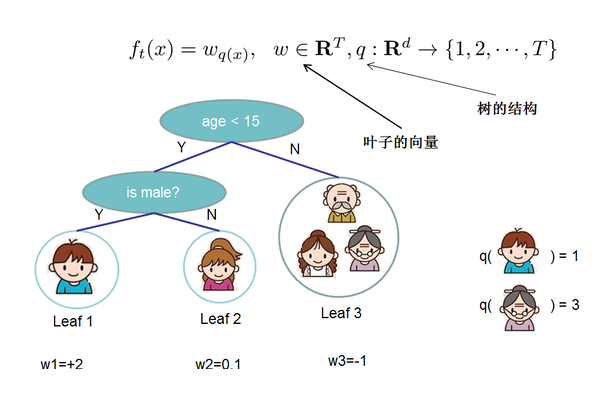 f_t(x) = w_{q(x)}, w ∈ R^T, q : R^d → {1, 2, ⋯, T}
树的结构
叶子的向量
age < 15
Y
N
is male?
Y
N
q( ) = 1
q( ) = 3
Leaf 1
Leaf 2
Leaf 3
w1=+2
w2=0.1
w3=-1